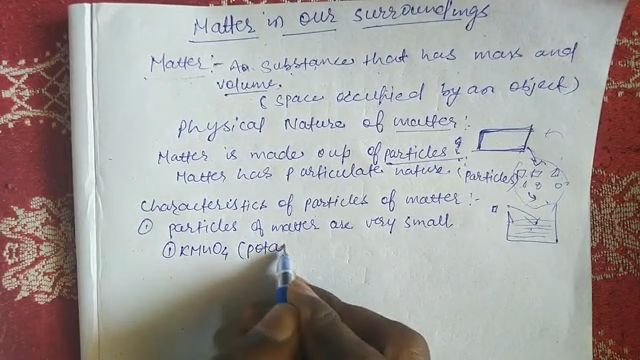 Matter in our surroundings
Matter :- An Substance that has mass and
volume.
( space occupied by an object)
Physical Nature of matter :-
Matter is made oup of particles
Matter has particulate nature (particles)
characteristics of particles of matter :-
① particles of matter are very small
① KMnO4 (pota